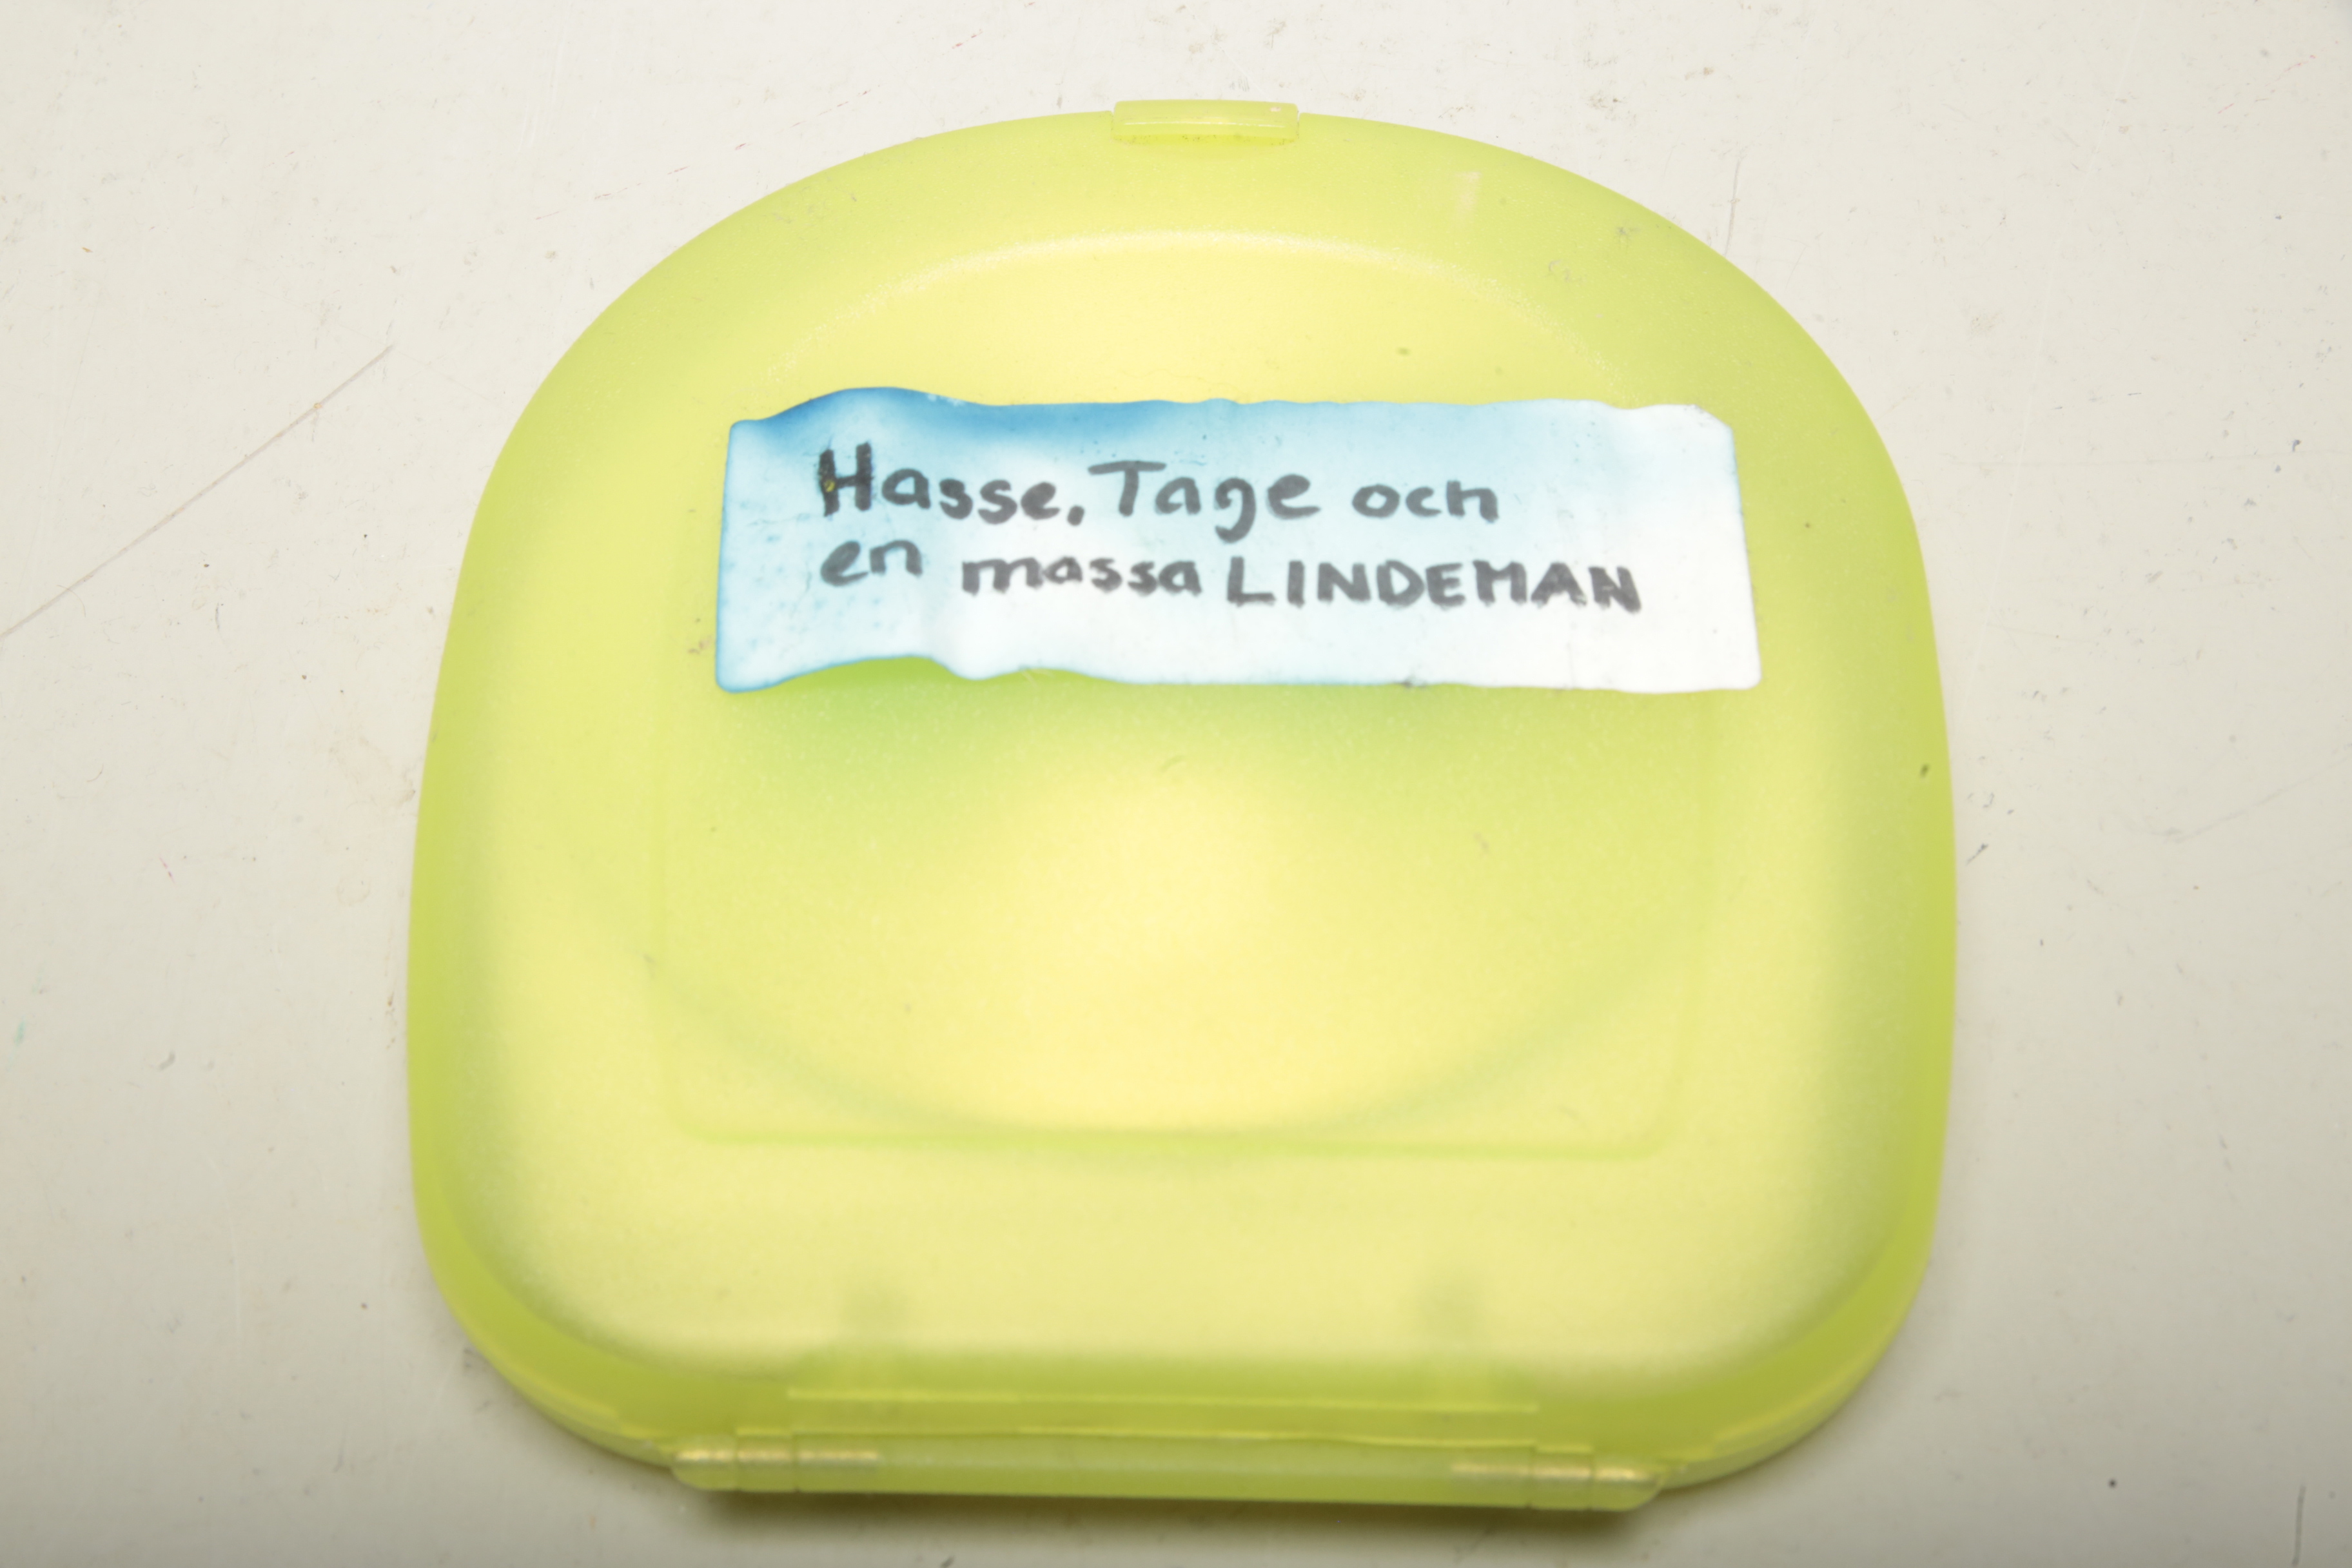 Hasse, Tage och
en massa LINDEMAN